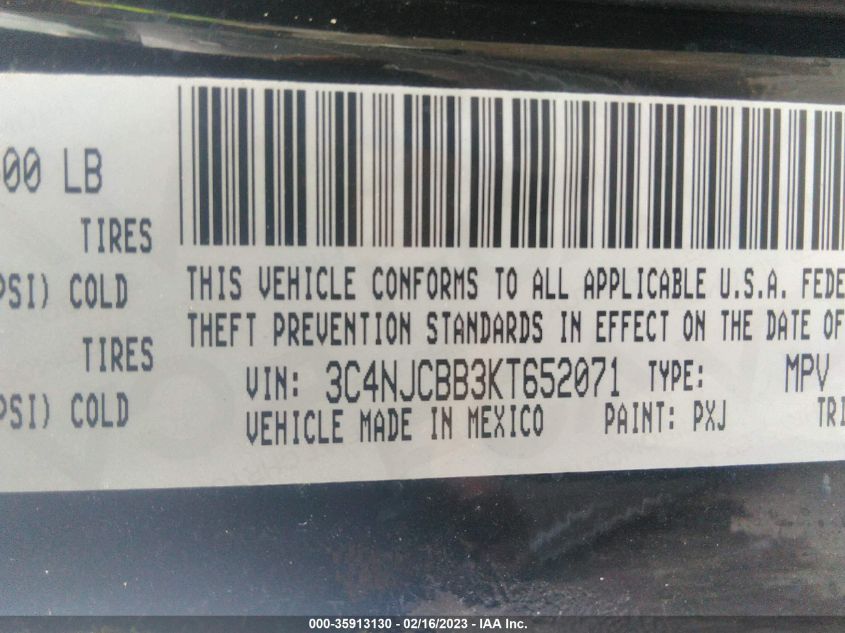 00 LB
TIRES
PSI) COLD
TIRES
PSI) COLD
THIS VEHICLE CONFORMS TO ALL APPLICABLE U.S.A. FEDE
THEFT PREVENTION STANDARDS IN EFFECT ON THE DATE OF
VIN: 3C4NJCBB3KT652071 TYPE: MPV
VEHICLE MADE IN MEXICO PAINT: PXJ TRI
000-35913130 - 02/16/2023 - IAA Inc.